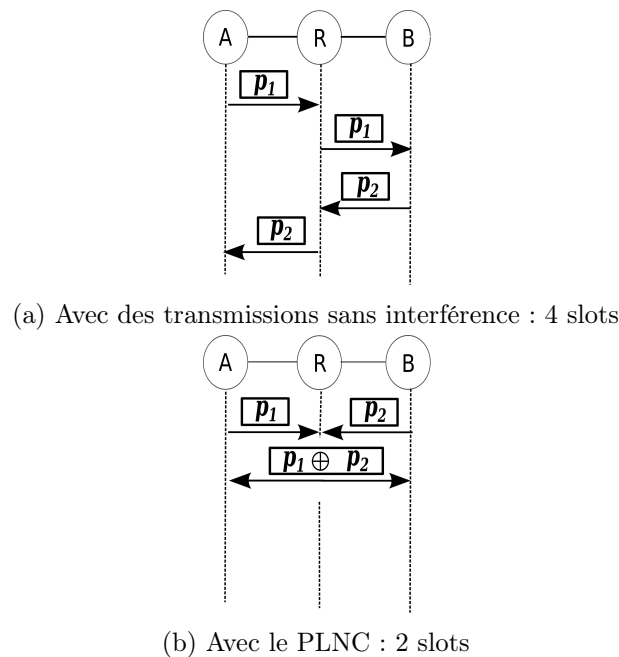 A R B
p₁
p₁
p₂
p₂
(a) Avec des transmissions sans interférence : 4 slots
A R B
p₁ p₂
p₁ ⊕ p₂
(b) Avec le PLNC : 2 slots